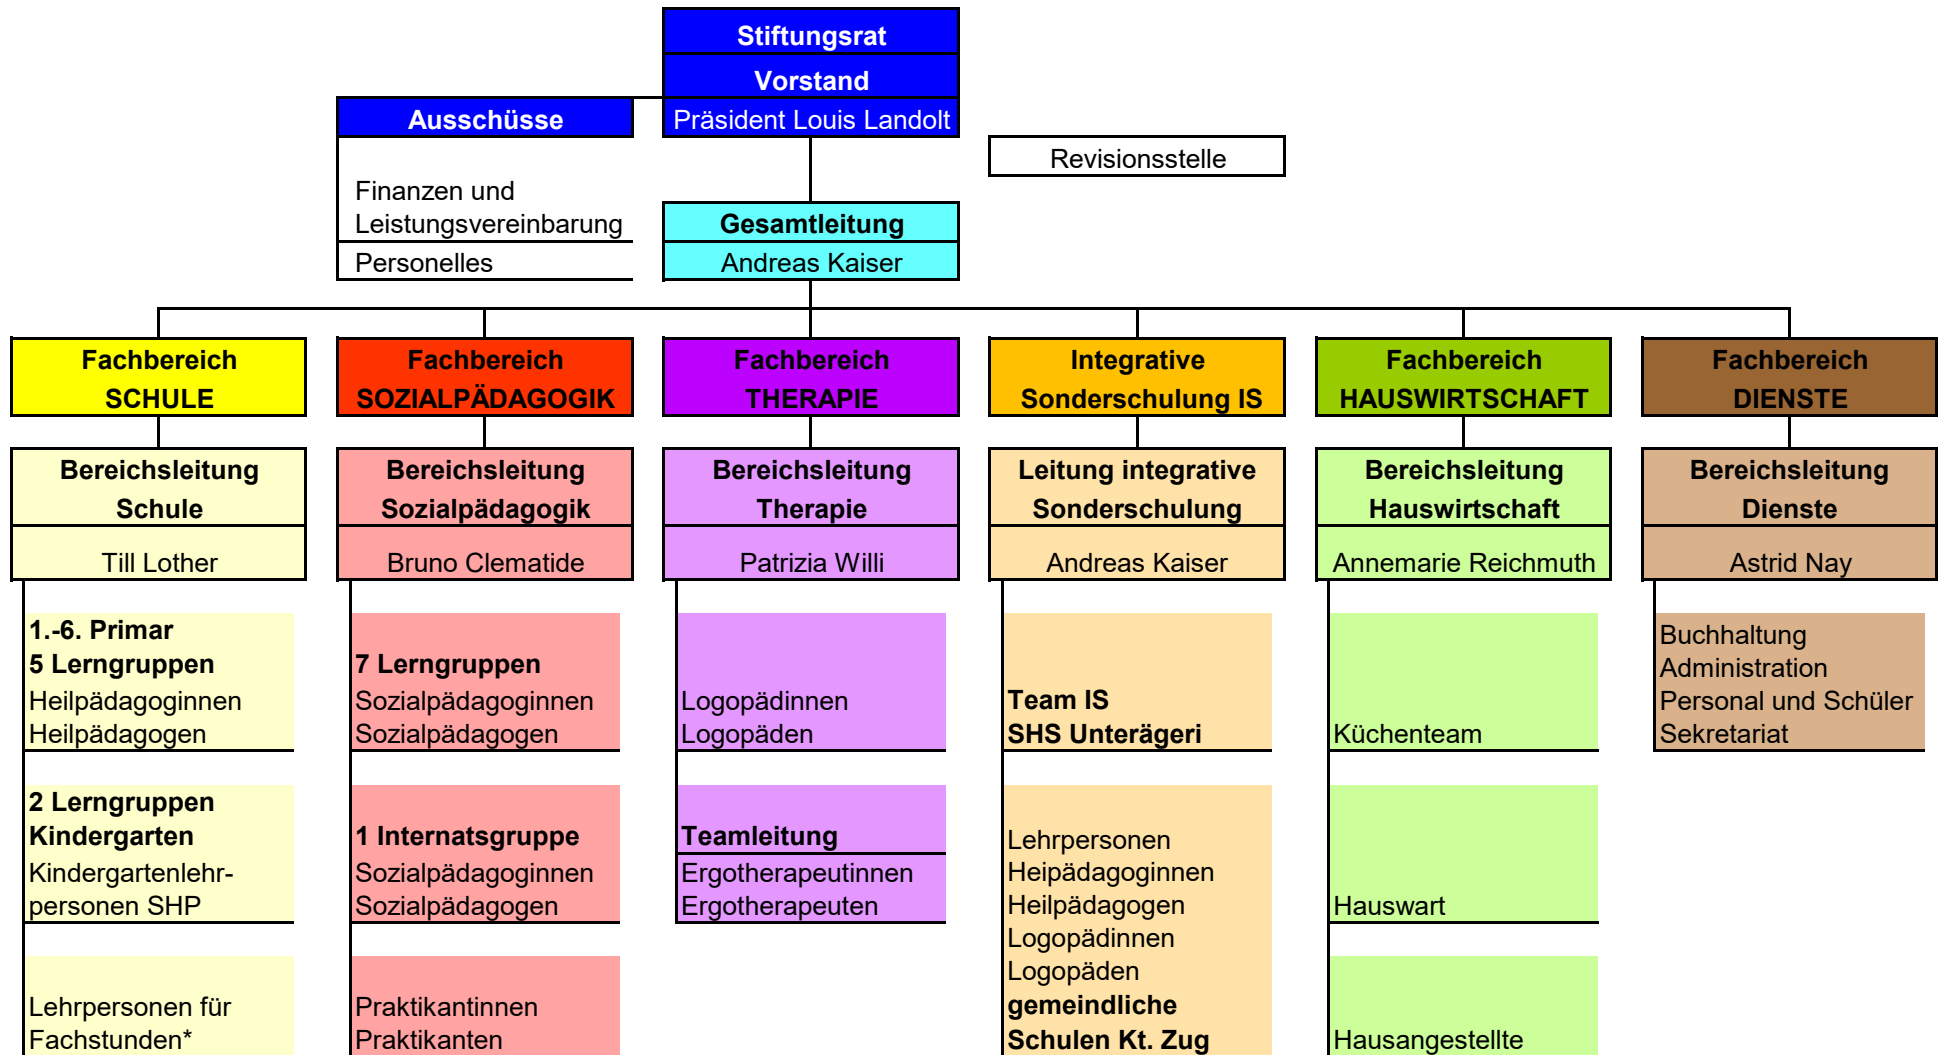 Stiftungsrat
Vorstand
Präsident Louis Landolt
Ausschüsse
Finanzen und
Leistungsvereinbarung
Personelles
Revisionsstelle
Gesamtleitung
Andreas Kaiser
Fachbereich
SCHULE
Bereichsleitung
Schule
Till Lother
1.-6. Primar
5 Lerngruppen
Heilpädagoginnen
Heilpädagogen
2 Lerngruppen
Kindergarten
Kindergartenlehr-
personen SHP
Lehrpersonen für
Fachstunden*
Fachbereich
SOZIALPÄDAGOGIK
Bereichsleitung
Sozialpädagogik
Bruno Clematide
7 Lerngruppen
Sozialpädagoginnen
Sozialpädagogen
1 Internatsgruppe
Sozialpädagoginnen
Sozialpädagogen
Praktikantinnen
Praktikanten
Fachbereich
THERAPIE
Bereichsleitung
Therapie
Patrizia Willi
Logopädinnen
Logopäden
Teamleitung
Ergotherapeutinnen
Ergotherapeuten
Integrative
Sonderschulung IS
Leitung integrative
Sonderschulung
Andreas Kaiser
Team IS
SHS Unterägeri
Lehrpersonen
Heipädagoginnen
Heilpädagogen
Logopädinnen
Logopäden
gemeindliche
Schulen Kt. Zug
Fachbereich
HAUSWIRTSCHAFT
Bereichsleitung
Hauswirtschaft
Annemarie Reichmuth
Küchenteam
Hauswart
Hausangestellte
Fachbereich
DIENSTE
Bereichsleitung
Dienste
Astrid Nay
Buchhaltung
Administration
Personal und Schüler
Sekretariat